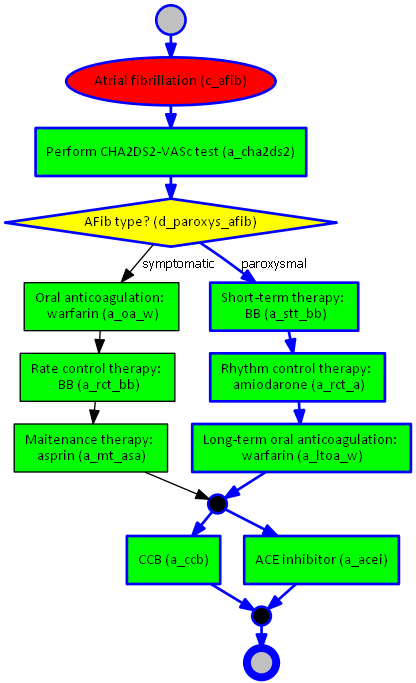 Atrial fibrillation (c_afib)
Perform CHA2DS2-VASc test (a_cha2ds2)
AFib type? (d_paroxys_afib)
symptomatic
paroxysmal
Oral anticoagulation:
warfarin (a_oa_w)
Short-term therapy:
BB (a_stt_bb)
Rate control therapy:
BB (a_rct_bb)
Rhythm control therapy:
amiodarone (a_rct_a)
Maitenance therapy:
asprin (a_mt_asa)
Long-term oral anticoagulation:
warfarin (a_ltoa_w)
CCB (a_ccb)
ACE inhibitor (a_acei)